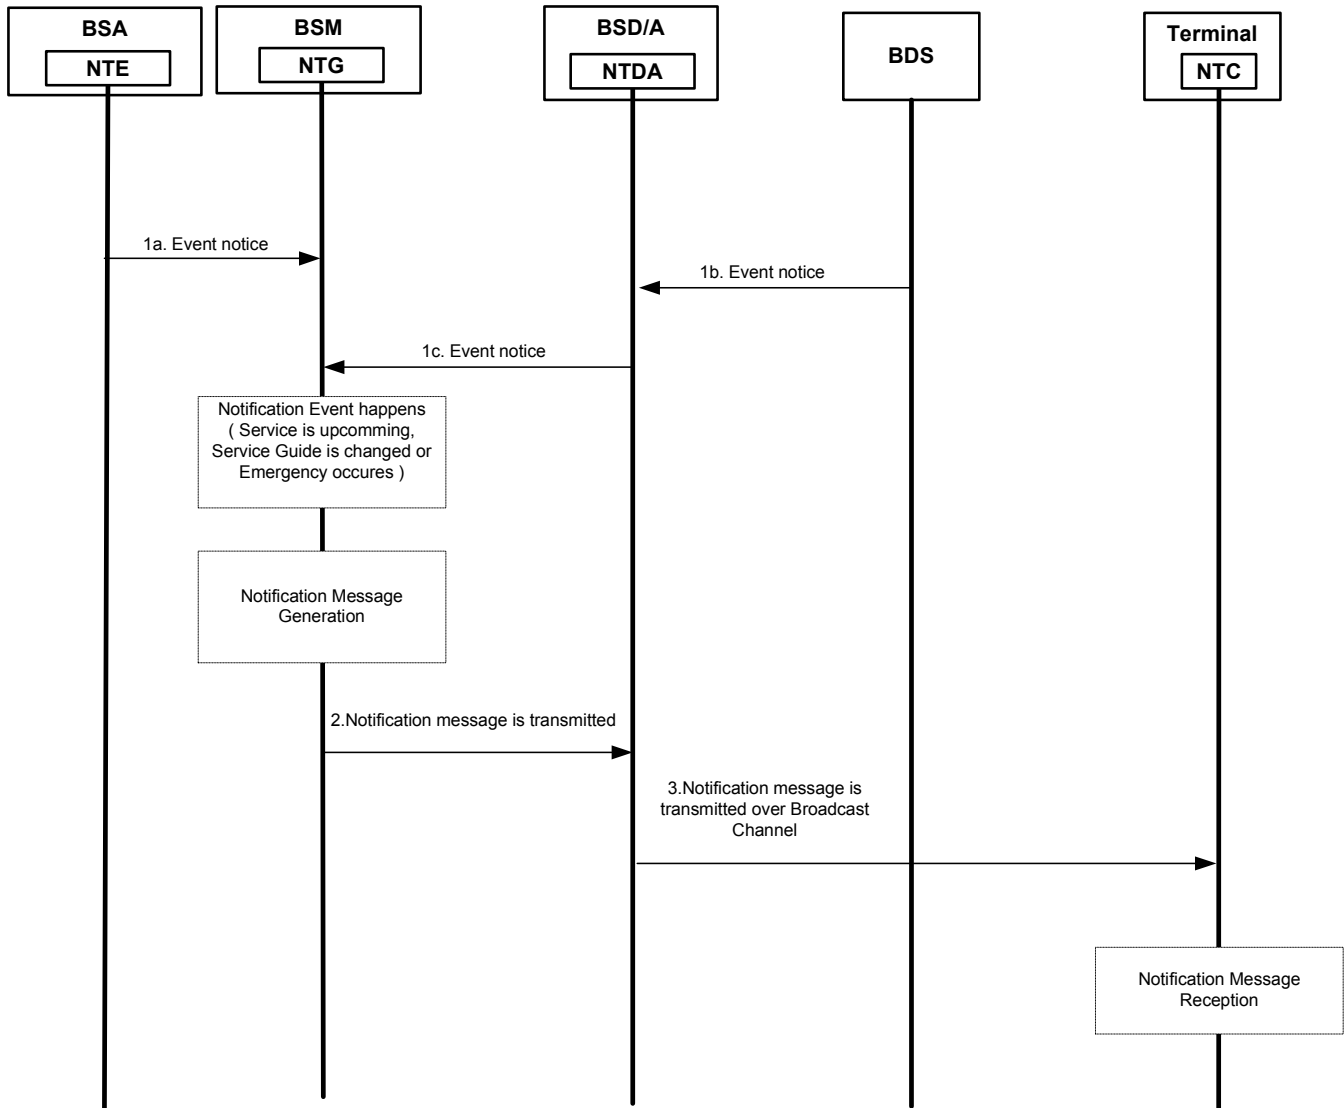 BSA
NTE
BSM
NTG
BSD/A
NTDA
BDS
Terminal
NTC
1a. Event notice
1b. Event notice
1c. Event notice
Notification Event happens
( Service is upcomming,
Service Guide is changed or
Emergency occures )
Notification Message
Generation
2.Notification message is transmitted
3.Notification message is
transmitted over Broadcast
Channel
Notification Message
Reception